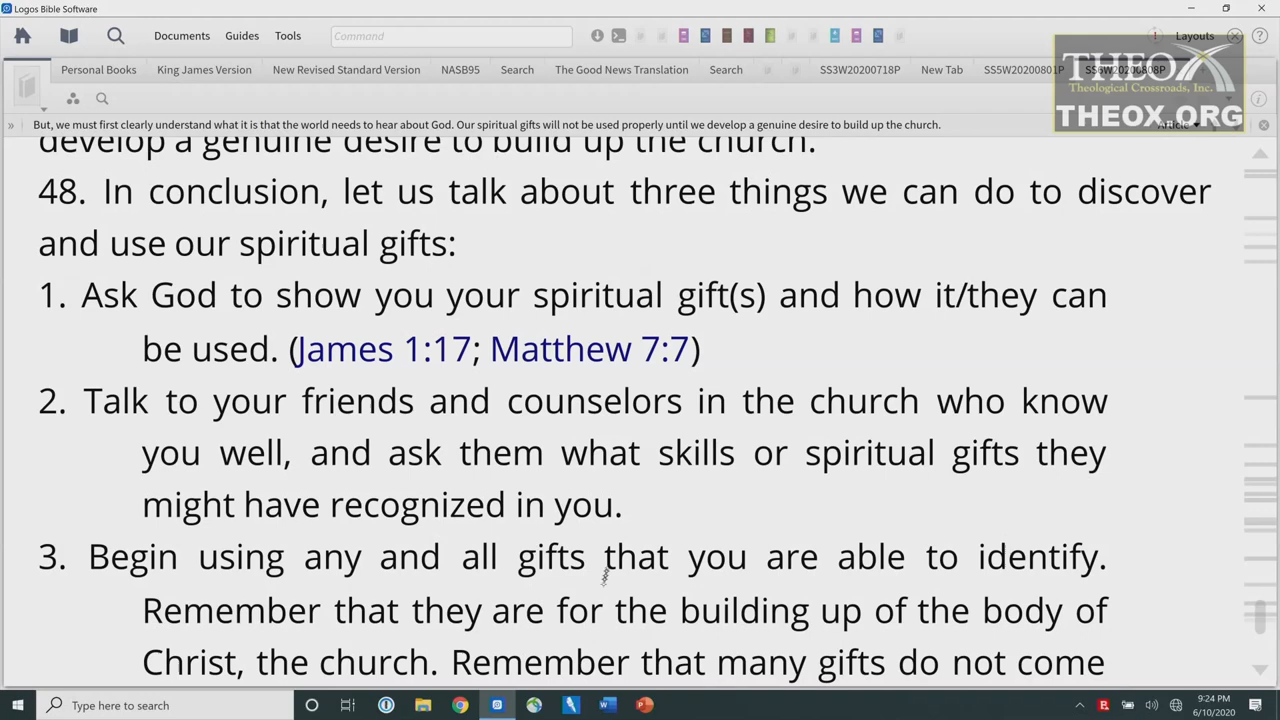 Logos Bible Software
Documents Guides Tools Command Layouts
THEOX
Theological Crossroads, Inc.
THEOX.ORG
Personal Books King James Version New Revised Stan NASB95 Search The Good News Translation Search SS3W20200718P New Tab SS5W20200801P SS6W20200808P
But, we must first clearly understand what it is that the world needs to hear about God. Our spiritual gifts will not be used properly until we develop a genuine desire to build up the church. Article
develop a genuine desire to build up the church.
48. In conclusion, let us talk about three things we can do to discover
and use our spiritual gifts:
1. Ask God to show you your spiritual gift(s) and how it/they can
be used. (James 1:17; Matthew 7:7)
2. Talk to your friends and counselors in the church who know
you well, and ask them what skills or spiritual gifts they
might have recognized in you.
3. Begin using any and all gifts that you are able to identify.
Remember that they are for the building up of the body of
Christ, the church. Remember that many gifts do not come
Type here to search
9:24 PM
6/10/2020